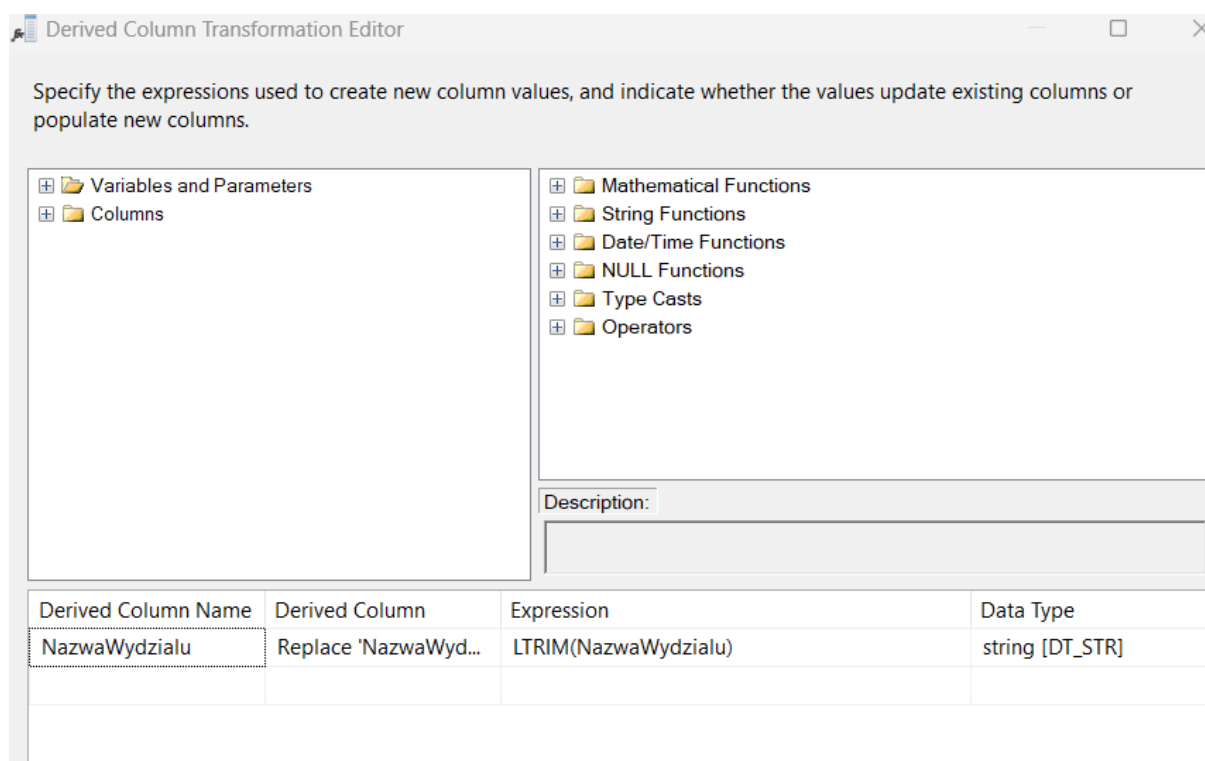 Derived Column Transformation Editor
Specify the expressions used to create new column values, and indicate whether the values update existing columns or
populate new columns.
Variables and Parameters
Columns
Mathematical Functions
String Functions
Date/Time Functions
NULL Functions
Type Casts
Operators
Description:
Derived Column Name Derived Column Expression Data Type
NazwaWydzialu Replace 'NazwaWyd... LTRIM(NazwaWydzialu) string [DT_STR]